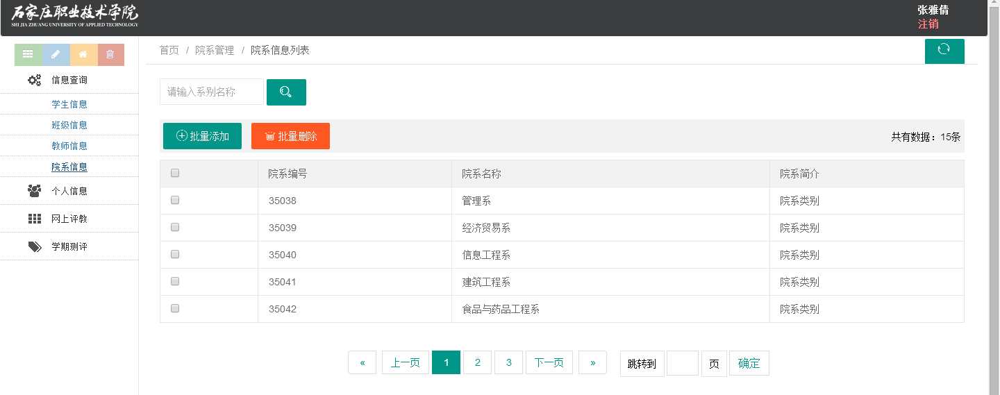 石家庄职业技术学院
SHI JIA ZHUANG UNIVERSITY OF APPLIED TECHNOLOGY
张雅倩
注销
首页 / 院系管理 / 院系信息列表
信息查询
学生信息
班级信息
教师信息
院系信息
个人信息
网上评教
学期测评
请输入系别名称
批量添加 批量删除 共有数据：15条
院系编号 院系名称 院系简介
35038 管理系 院系类别
35039 经济贸易系 院系类别
35040 信息工程系 院系类别
35041 建筑工程系 院系类别
35042 食品与药品工程系 院系类别
« 上一页 1 2 3 下一页 » 跳转到 页 确定